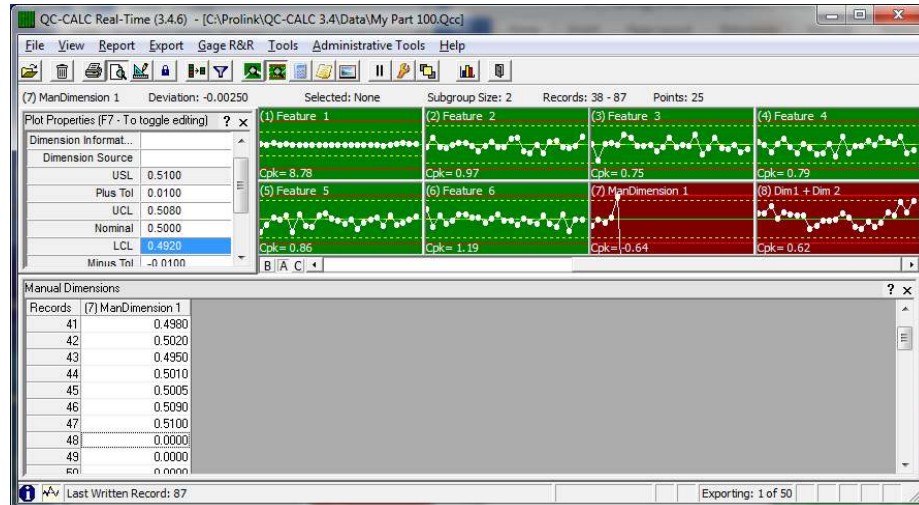 QC-CALC Real-Time (3.4.6) - [C:\Prolink\QC-CALC 3.4\Data\My Part 100.Qcc]
File View Report Export Gage R&R Tools Administrative Tools Help
(7) ManDimension 1 Deviation: -0.00250 Selected: None Subgroup Size: 2 Records: 38 - 87 Points: 25
Plot Properties (F7 - To toggle editing) ? x
Dimension Informat...
Dimension Source
USL 0.5100
Plus Tol 0.0100
UCL 0.5080
Nominal 0.5000
LCL 0.4920
Minus Tol -0.0100
(1) Feature 1 (2) Feature 2 (3) Feature 3 (4) Feature 4
Cpk= 8.78 Cpk= 0.97 Cpk= 0.75 Cpk= 0.79
(5) Feature 5 (6) Feature 6 (7) ManDimension 1 (8) Dim1 + Dim 2
Cpk= 0.86 Cpk= 1.19 Cpk= -0.64 Cpk= 0.62
B A C
Manual Dimensions ? x
Records (7) ManDimension 1
41 0.4980
42 0.5020
43 0.4950
44 0.5010
45 0.5005
46 0.5090
47 0.5100
48 0.0000
49 0.0000
50 0.0000
Last Written Record: 87 Exporting: 1 of 50